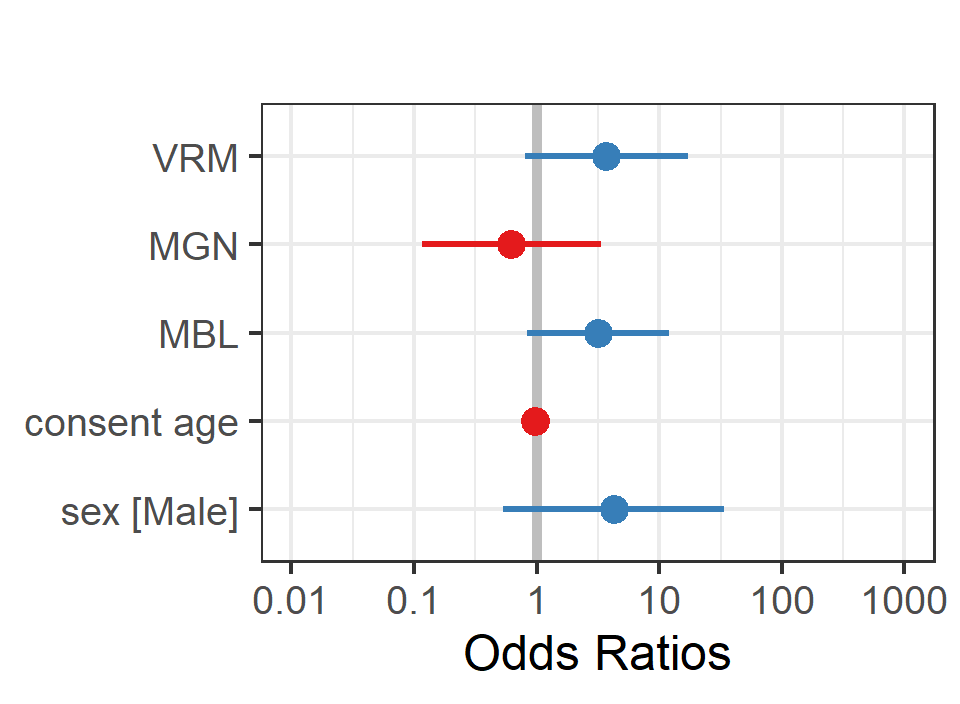 VRM
MGN
MBL
consent age
sex [Male]
0.01 0.1 1 10 100 1000
Odds Ratios